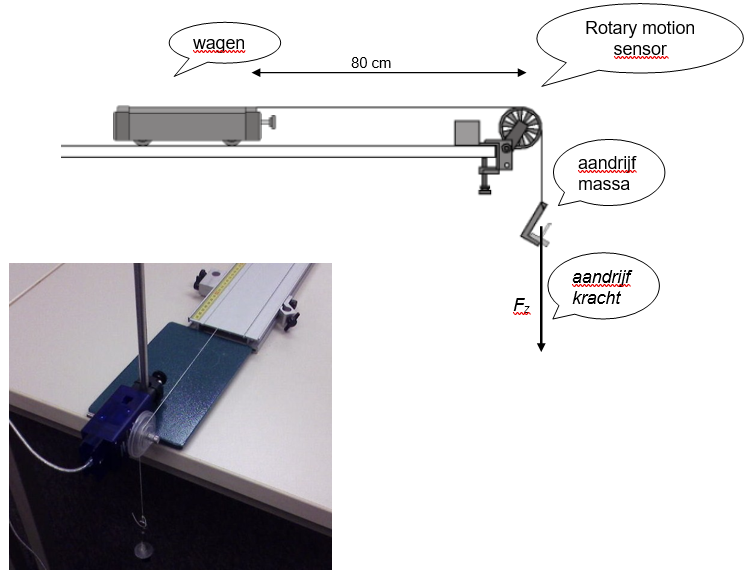 wagen
80 cm
Rotary motion
sensor
aandrijf
massa
aandrijf
kracht
Fz